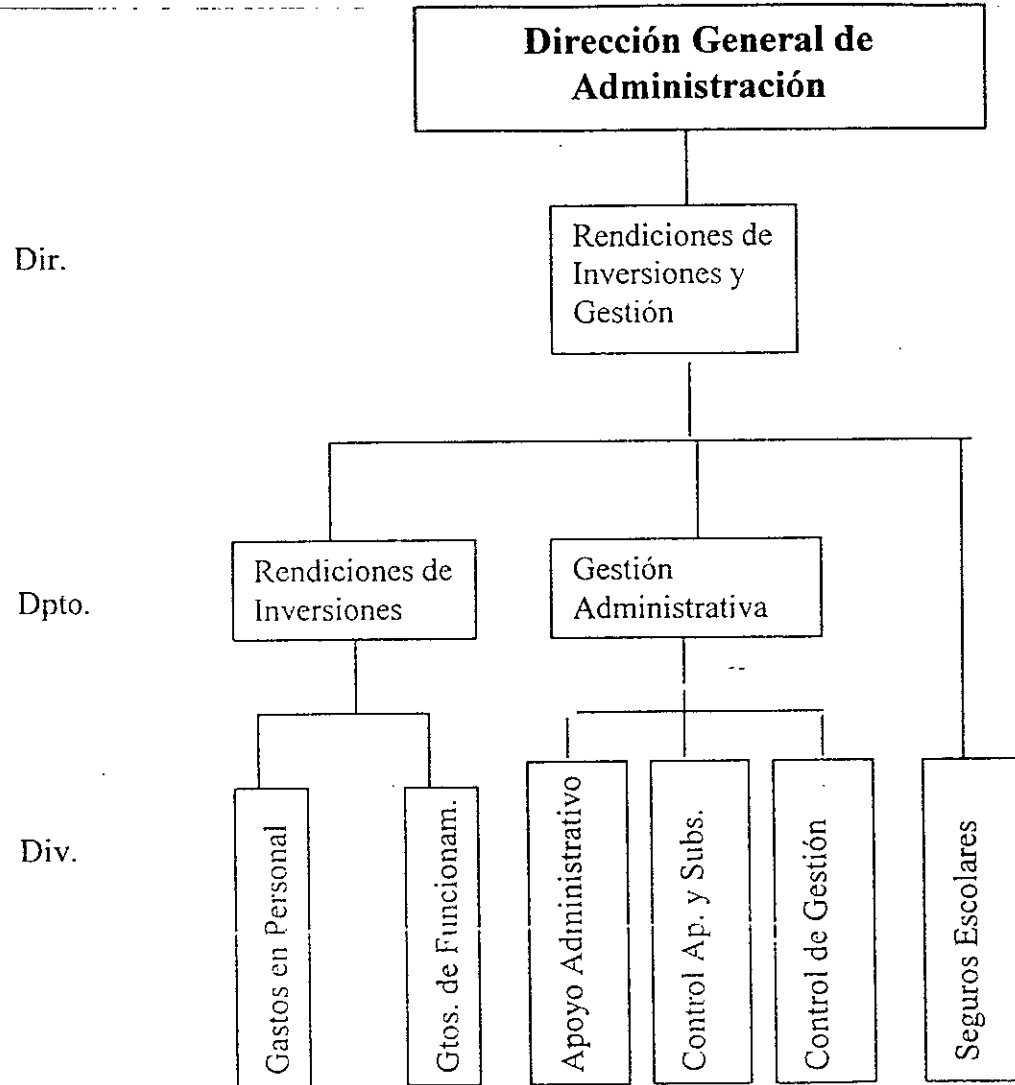 Dirección General de
Administración
Dir.
Rendiciones de
Inversiones y
Gestión
Dpto.
Rendiciones de
Inversiones
Gestión
Administrativa
Div.
Gastos en Personal
Gtos. de Funcionam.
Apoyo Administrativo
Control Ap. y Subs.
Control de Gestión
Seguros Escolares